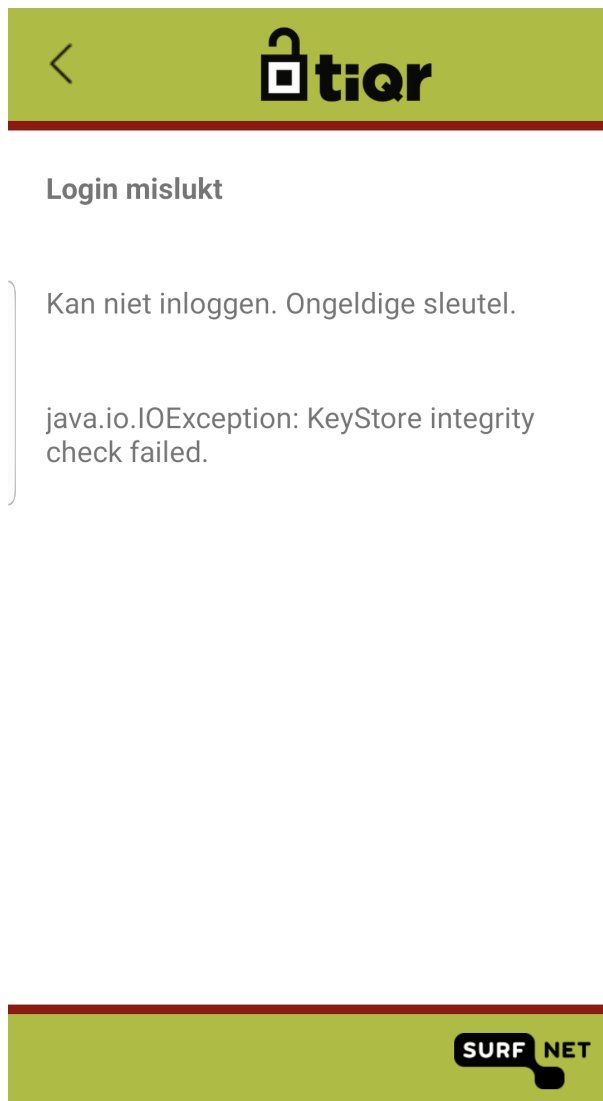 tiQr
Login mislukt
Kan niet inloggen. Ongeldige sleutel.
java.io.IOException: KeyStore integrity
check failed.
SURF NET